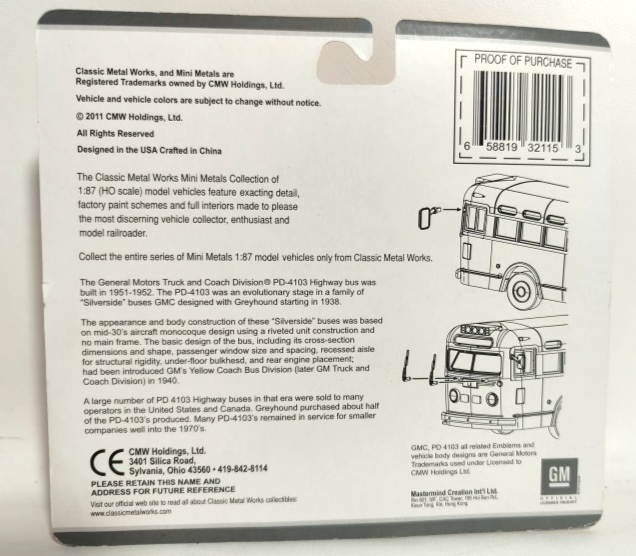 Classic Metal Works, and Mini Metals are
Registered Trademarks owned by CMW Holdings, Ltd.
Vehicle and vehicle colors are subject to change without notice.
© 2011 CMW Holdings, Ltd.
All Rights Reserved
Designed in the USA Crafted in China
PROOF OF PURCHASE
6 58819 32115 3
The Classic Metal Works Mini Metals Collection of
1:87 (HO scale) model vehicles feature exacting detail,
factory paint schemes and full interiors made to please
the most discerning vehicle collector, enthusiast and
model railroader.
Collect the entire series of Mini Metals 1:87 model vehicles only from Classic Metal Works.
The General Motors Truck and Coach Division® PD-4103 Highway bus was
built in 1951-1952. The PD-4103 was an evolutionary stage in a family of
"Silverside" buses GMC designed with Greyhound starting in 1938.
The appearance and body construction of these "Silverside" buses was based
on mid-30's aircraft monocoque design using a riveted unit construction and
no main frame. The basic design of the bus, including its cross-section
dimensions and shape, passenger window size and spacing, recessed aisle
for structural rigidity, under-floor bulkhesd, and rear engine placement;
had been introduced GM's Yellow Coach Bus Division (later GM Truck and
Coach Division) in 1940.
A large number of PD 4103 Highway buses in that era were sold to many
operators in the United States and Canada. Greyhound purchased about half
of the PD-4103's produced. Many PD-4103's remained in service for smaller
companies well into the 1970's.
CE
CMW Holdings, Ltd.
3401 Silica Road,
Sylvania, Ohio 43560 • 419-842-8114
PLEASE RETAIN THIS NAME AND
ADDRESS FOR FUTURE REFERENCE
Visit our official web site to read all about Classic Metal Works collectibles:
www.classicmetalworks.com
GMC, PD 4103 all related Emblems and
vehicle body designs are General Motors
Trademarks used under Licensed to
CMW Holdings, Ltd.
Mastermind Creation Int'l Ltd.
Kwun Tong, Kln, Hong Kong.
GM
OFFICIAL
LICENSED PRODUCT